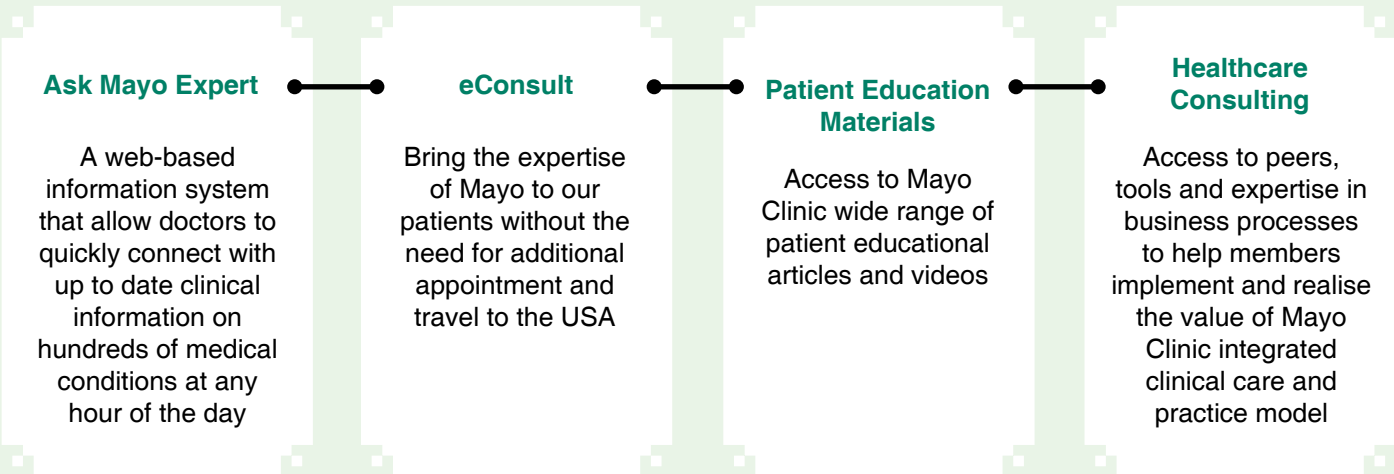 Ask Mayo Expert
A web-based
information system
that allow doctors to
quickly connect with
up to date clinical
information on
hundreds of medical
conditions at any
hour of the day
eConsult
Bring the expertise
of Mayo to our
patients without the
need for additional
appointment and
travel to the USA
Patient Education
Materials
Access to Mayo
Clinic wide range of
patient educational
articles and videos
Healthcare
Consulting
Access to peers,
tools and expertise in
business processes
to help members
implement and realise
the value of Mayo
Clinic integrated
clinical care and
practice model